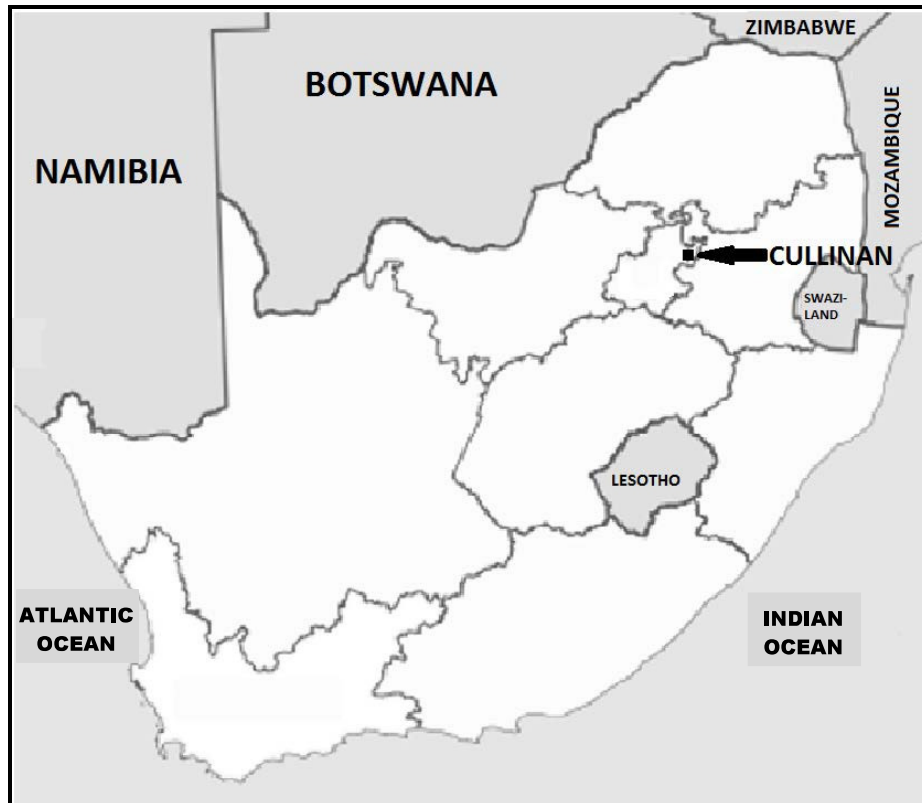 ZIMBABWE
BOTSWANA
NAMIBIA
MOZAMBIQUE
CULLINAN
SWAZI-
LAND
LESOTHO
ATLANTIC
OCEAN
INDIAN
OCEAN